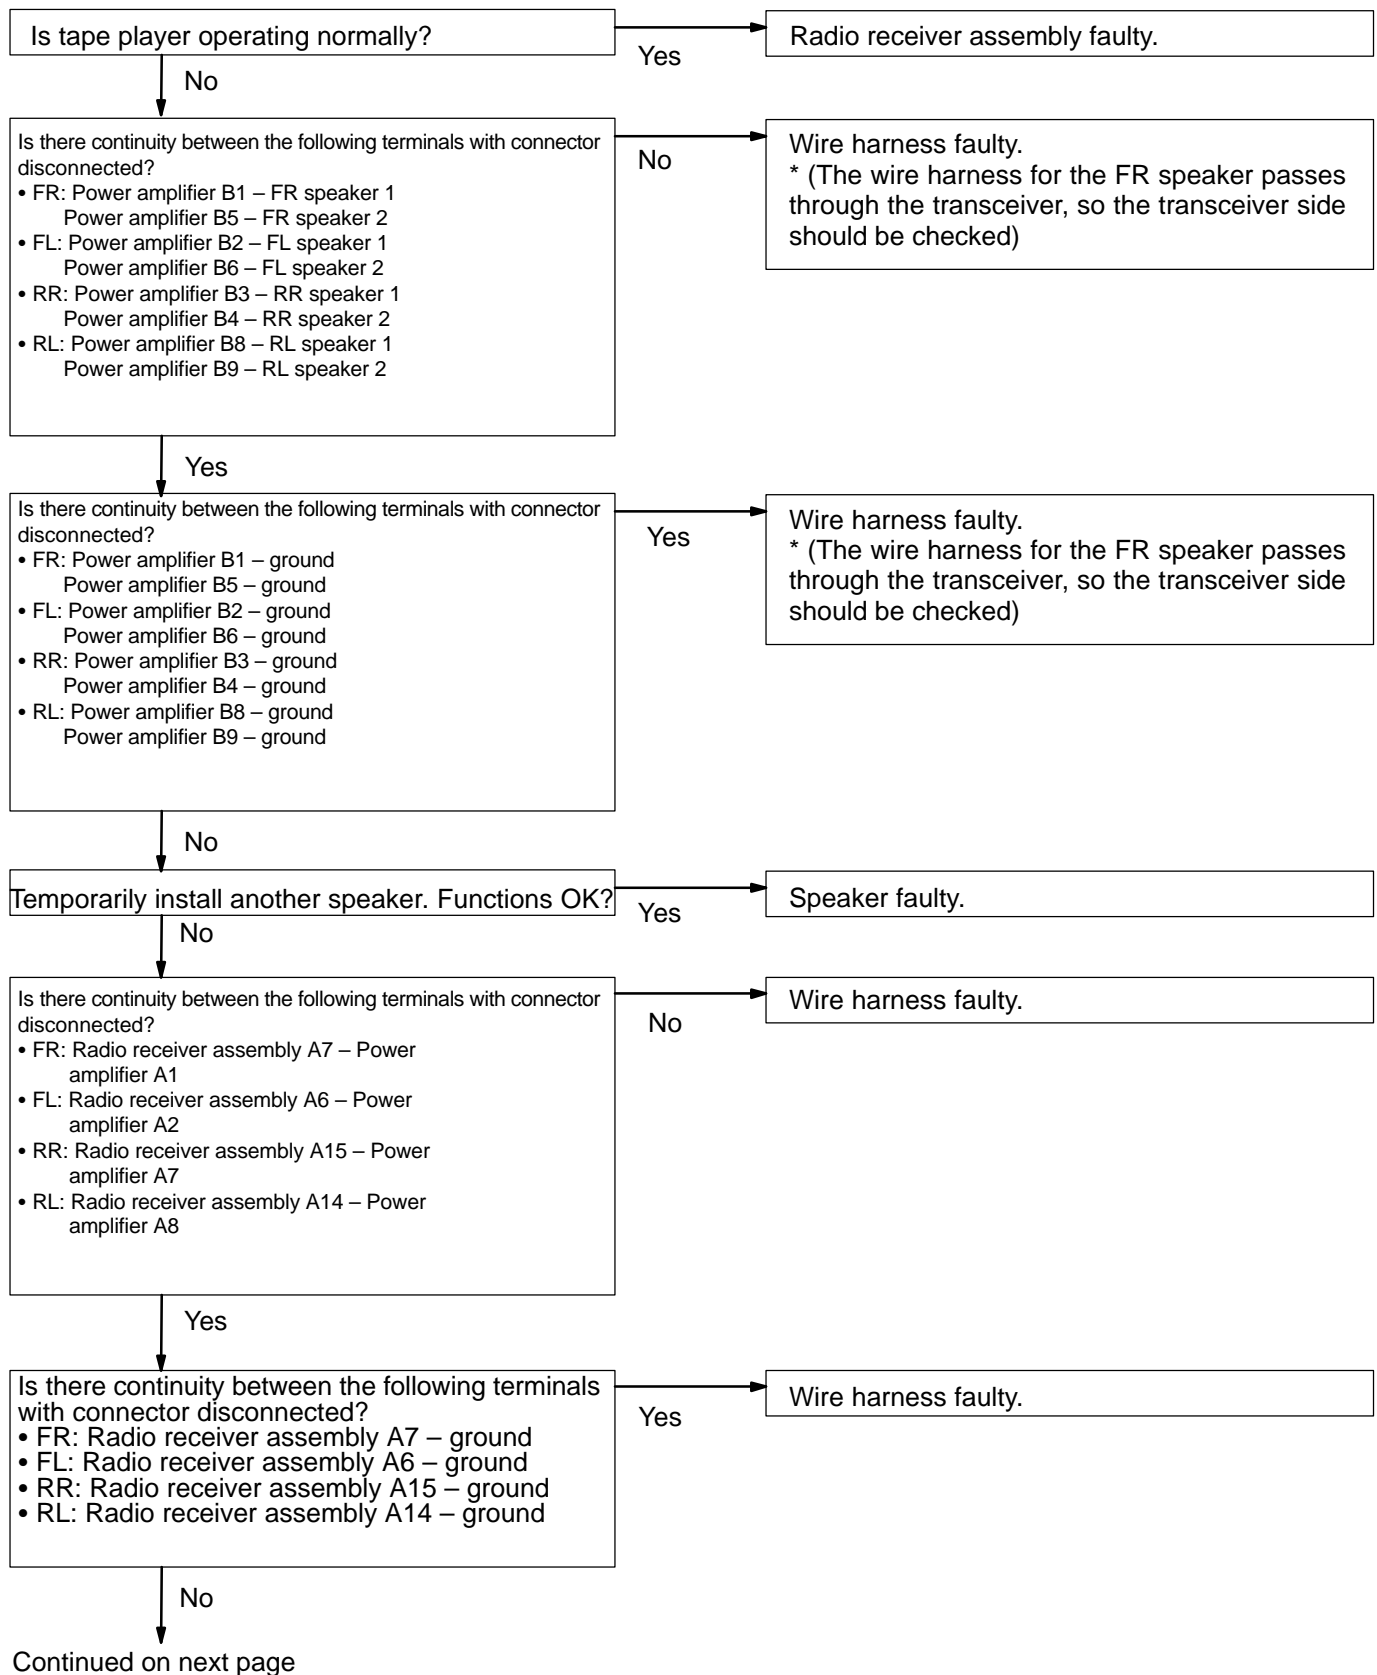 Is tape player operating normally?
Yes
Radio receiver assembly faulty.
No
Is there continuity between the following terminals with connector
disconnected?
• FR: Power amplifier B1 – FR speaker 1
Power amplifier B5 – FR speaker 2
• FL: Power amplifier B2 – FL speaker 1
Power amplifier B6 – FL speaker 2
• RR: Power amplifier B3 – RR speaker 1
Power amplifier B4 – RR speaker 2
• RL: Power amplifier B8 – RL speaker 1
Power amplifier B9 – RL speaker 2
No
Wire harness faulty.
* (The wire harness for the FR speaker passes
through the transceiver, so the transceiver side
should be checked)
Yes
Is there continuity between the following terminals with connector
disconnected?
• FR: Power amplifier B1 – ground
Power amplifier B5 – ground
• FL: Power amplifier B2 – ground
Power amplifier B6 – ground
• RR: Power amplifier B3 – ground
Power amplifier B4 – ground
• RL: Power amplifier B8 – ground
Power amplifier B9 – ground
Yes
Wire harness faulty.
* (The wire harness for the FR speaker passes
through the transceiver, so the transceiver side
should be checked)
No
Temporarily install another speaker. Functions OK?
Yes
Speaker faulty.
No
Is there continuity between the following terminals with connector
disconnected?
• FR: Radio receiver assembly A7 – Power
amplifier A1
• FL: Radio receiver assembly A6 – Power
amplifier A2
• RR: Radio receiver assembly A15 – Power
amplifier A7
• RL: Radio receiver assembly A14 – Power
amplifier A8
No
Wire harness faulty.
Yes
Is there continuity between the following terminals
with connector disconnected?
• FR: Radio receiver assembly A7 – ground
• FL: Radio receiver assembly A6 – ground
• RR: Radio receiver assembly A15 – ground
• RL: Radio receiver assembly A14 – ground
Yes
Wire harness faulty.
No
Continued on next page